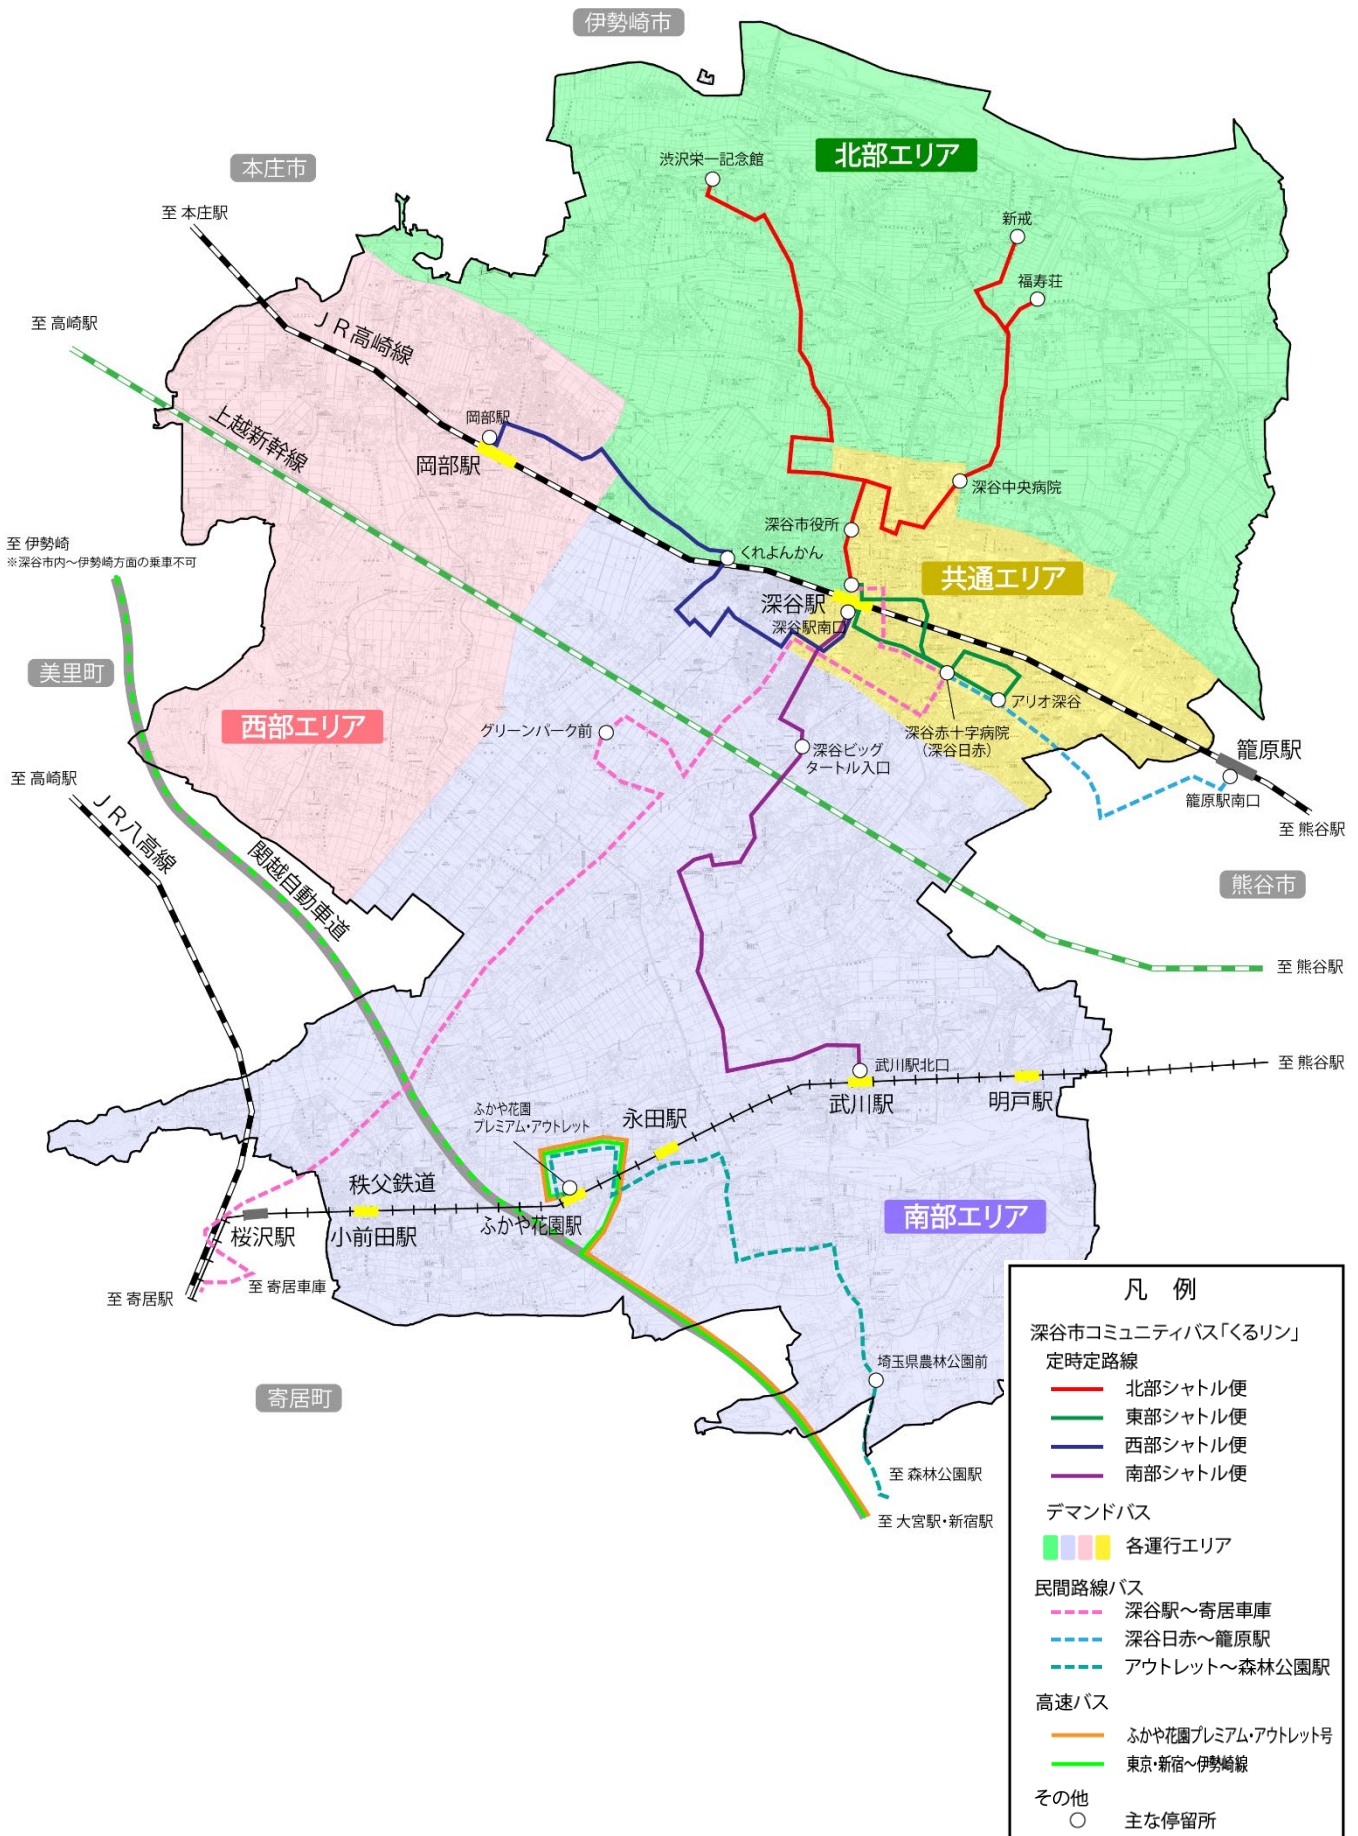 伊勢崎市
本庄市
北部エリア
渋沢栄一記念館
至 本庄駅
新戒
福寿荘
至 高崎駅
JR高崎線
上越新幹線
岡部駅
岡部駅
深谷中央病院
深谷市役所
至 伊勢崎
※深谷市内～伊勢崎方面の乗車不可
くれよんかん
共通エリア
深谷駅
深谷駅南口
美里町
西部エリア
アリオ深谷
グリーンパーク前
深谷赤十字病院
(深谷日赤)
深谷ビッグ
タートル入口
籠原駅
籠原駅南口
至 高崎駅
至 熊谷駅
JR八高線
関越自動車道
熊谷市
至 熊谷駅
武川駅北口
至 熊谷駅
武川駅
明戸駅
ふかや花園
プレミアム・アウトレット
永田駅
秩父鉄道
ふかや花園駅
南部エリア
桜沢駅
小前田駅
至 寄居車庫
至 寄居駅
埼玉県農林公園前
寄居町
至 森林公園駅
至 大宮駅・新宿駅
凡 例
深谷市コミュニティバス「くるリン」
定時定路線
北部シャトル便
東部シャトル便
西部シャトル便
南部シャトル便
デマンドバス
各運行エリア
民間路線バス
深谷駅～寄居車庫
深谷日赤～籠原駅
アウトレット～森林公園駅
高速バス
ふかや花園プレミアム・アウトレット号
東京・新宿～伊勢崎線
その他
主な停留所